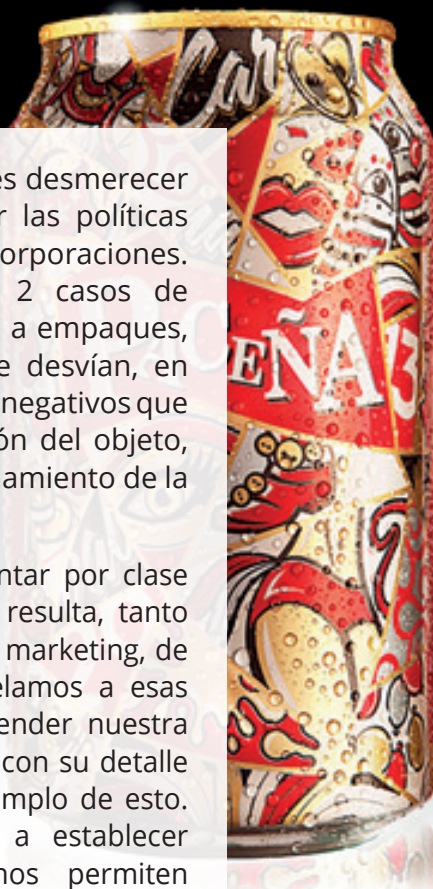 Car
es desmerecer
r las políticas
orporaciones.
2 casos de
a empaques,
e desvían, en
negativos que
ón del objeto,
amiento de la
EÑA 13
ntar por clase
resulta, tanto
marketing, de
elamos a esas
ender nuestra
con su detalle
mplo de esto.
a establecer
nos permiten